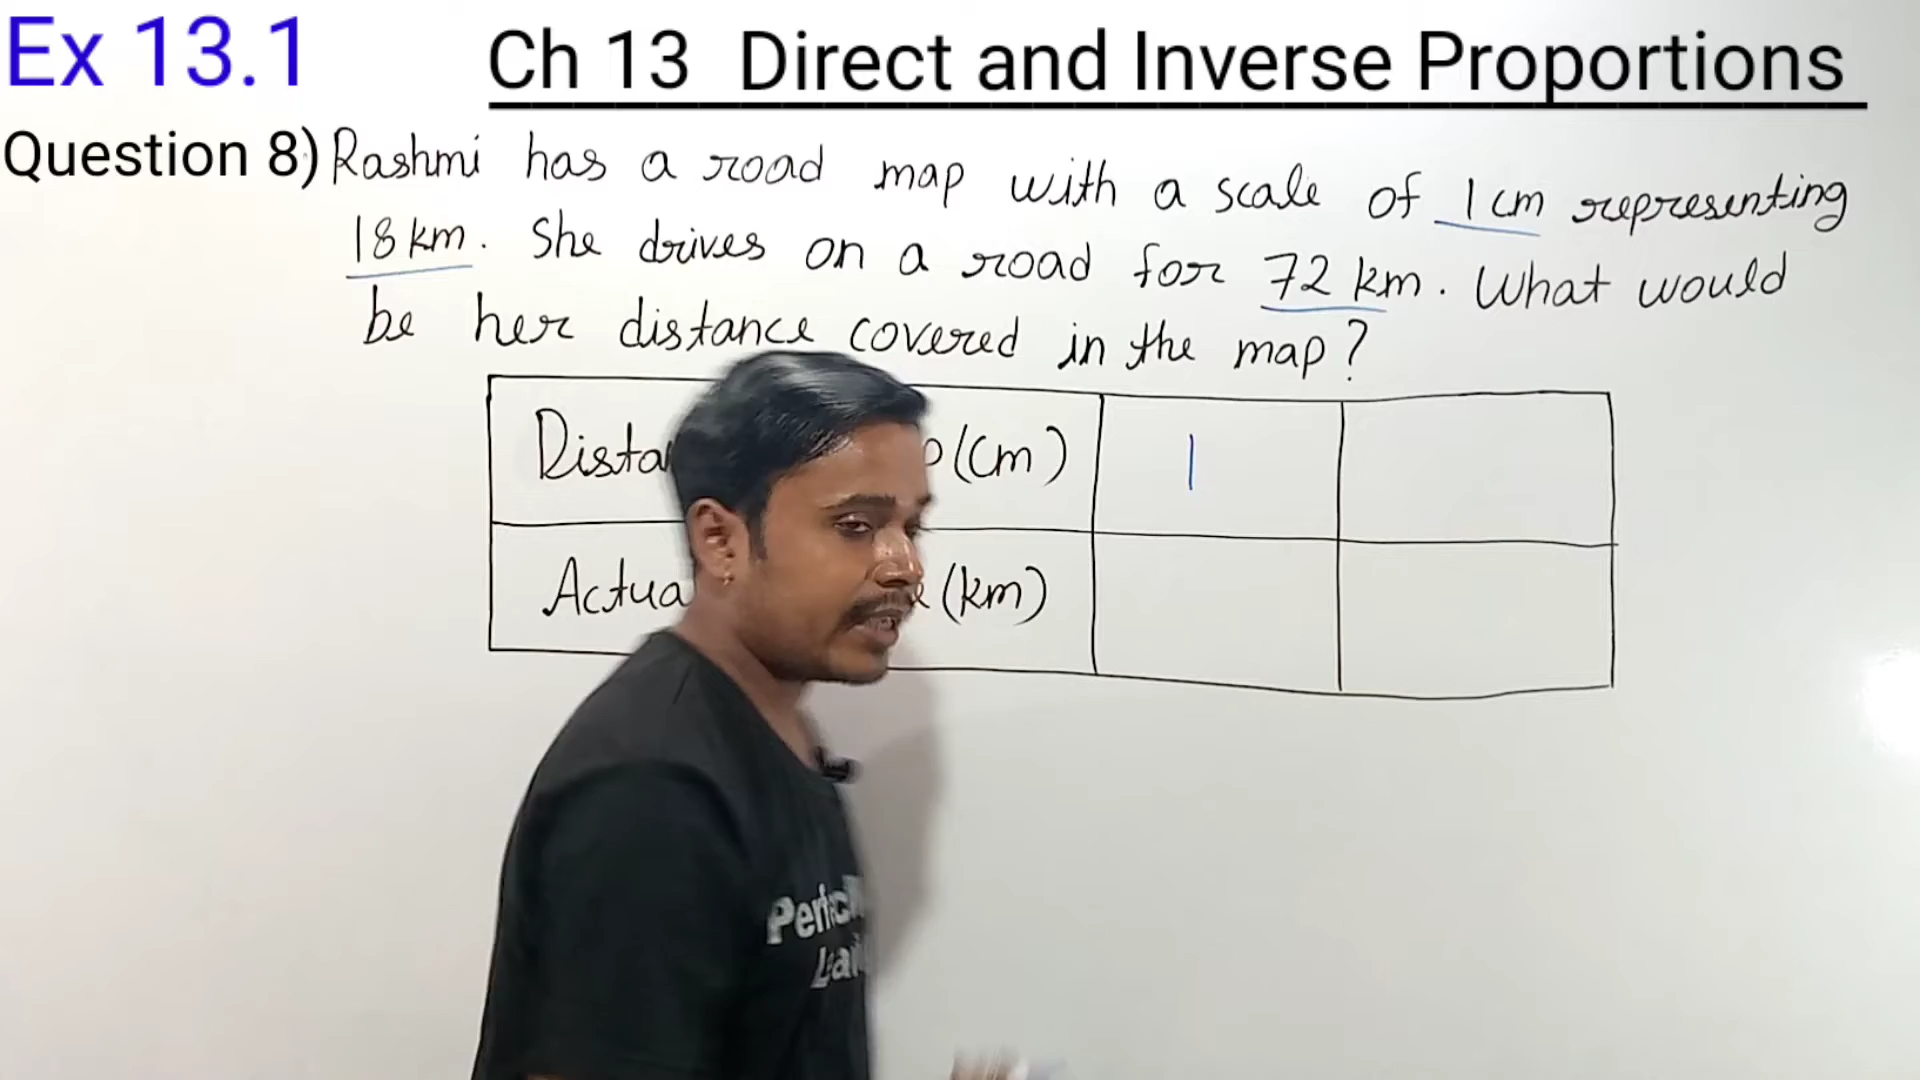 Ex 13.1
Ch 13 Direct and Inverse Proportions
Question 8) Rashmi has a road map with a scale of 1 cm representing
18 km. She drives on a road for 72 km. What would
be her distance covered in the map?
(cm) 1
(km)